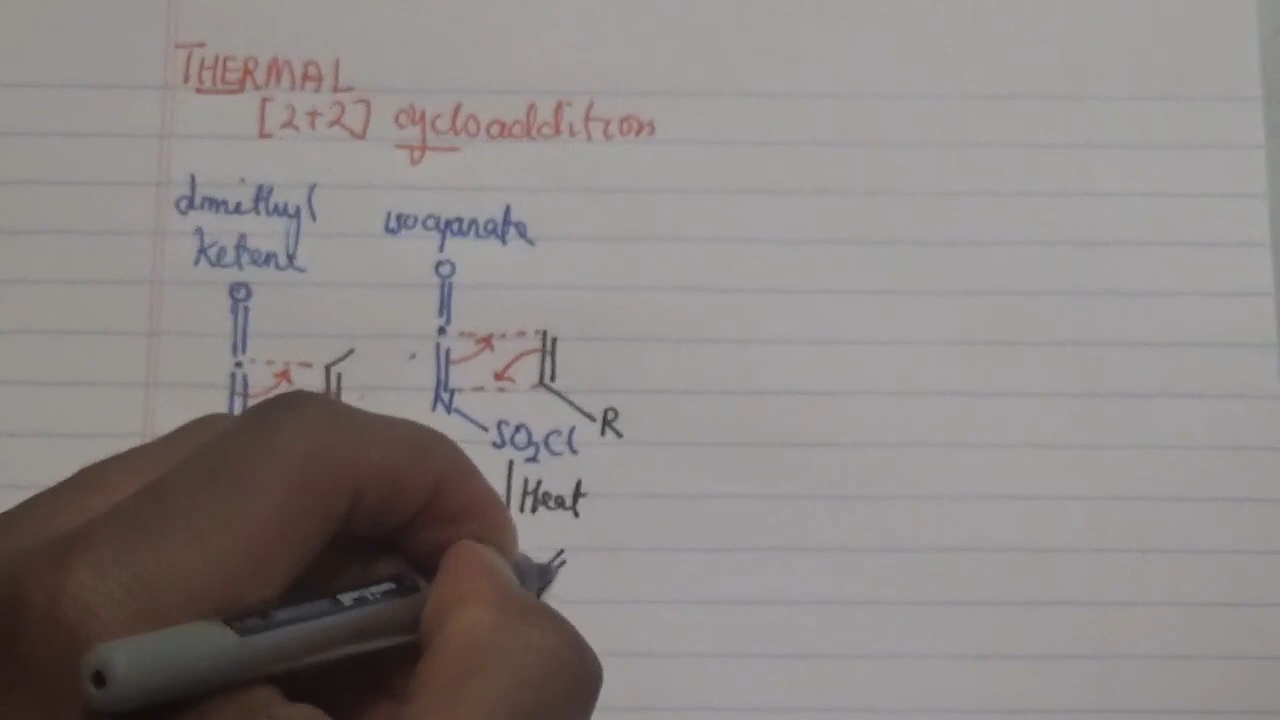 THERMAL
[2+2] cycloaddition
dimethyl
ketene
isocyanate
O
O
N
SO2Cl
R
Heat